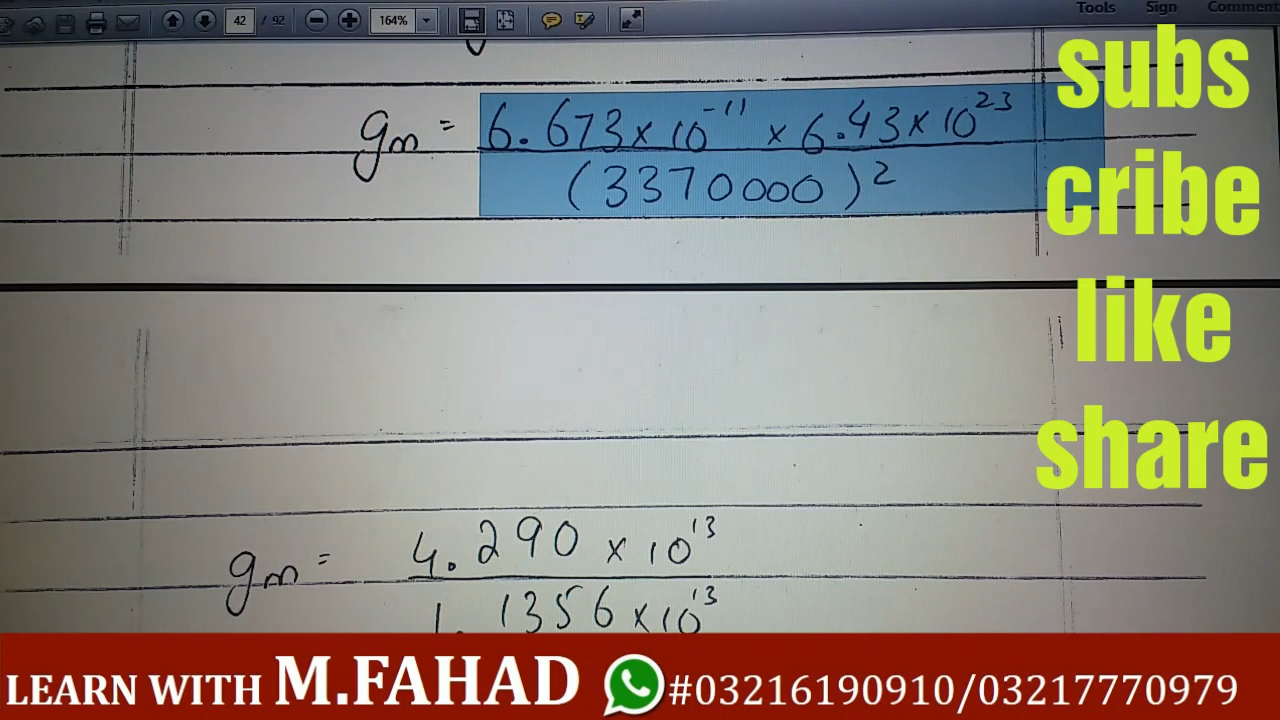 42 / 92 164% Tools Sign Comment
gm = 6.673 × 10^-11 × 6.43 × 10^23
(3370000)^2
gm = 4.290 × 10^13
1.1356 × 10^13
subs
cribe
like
share
LEARN WITH M.FAHAD #03216190910/03217770979